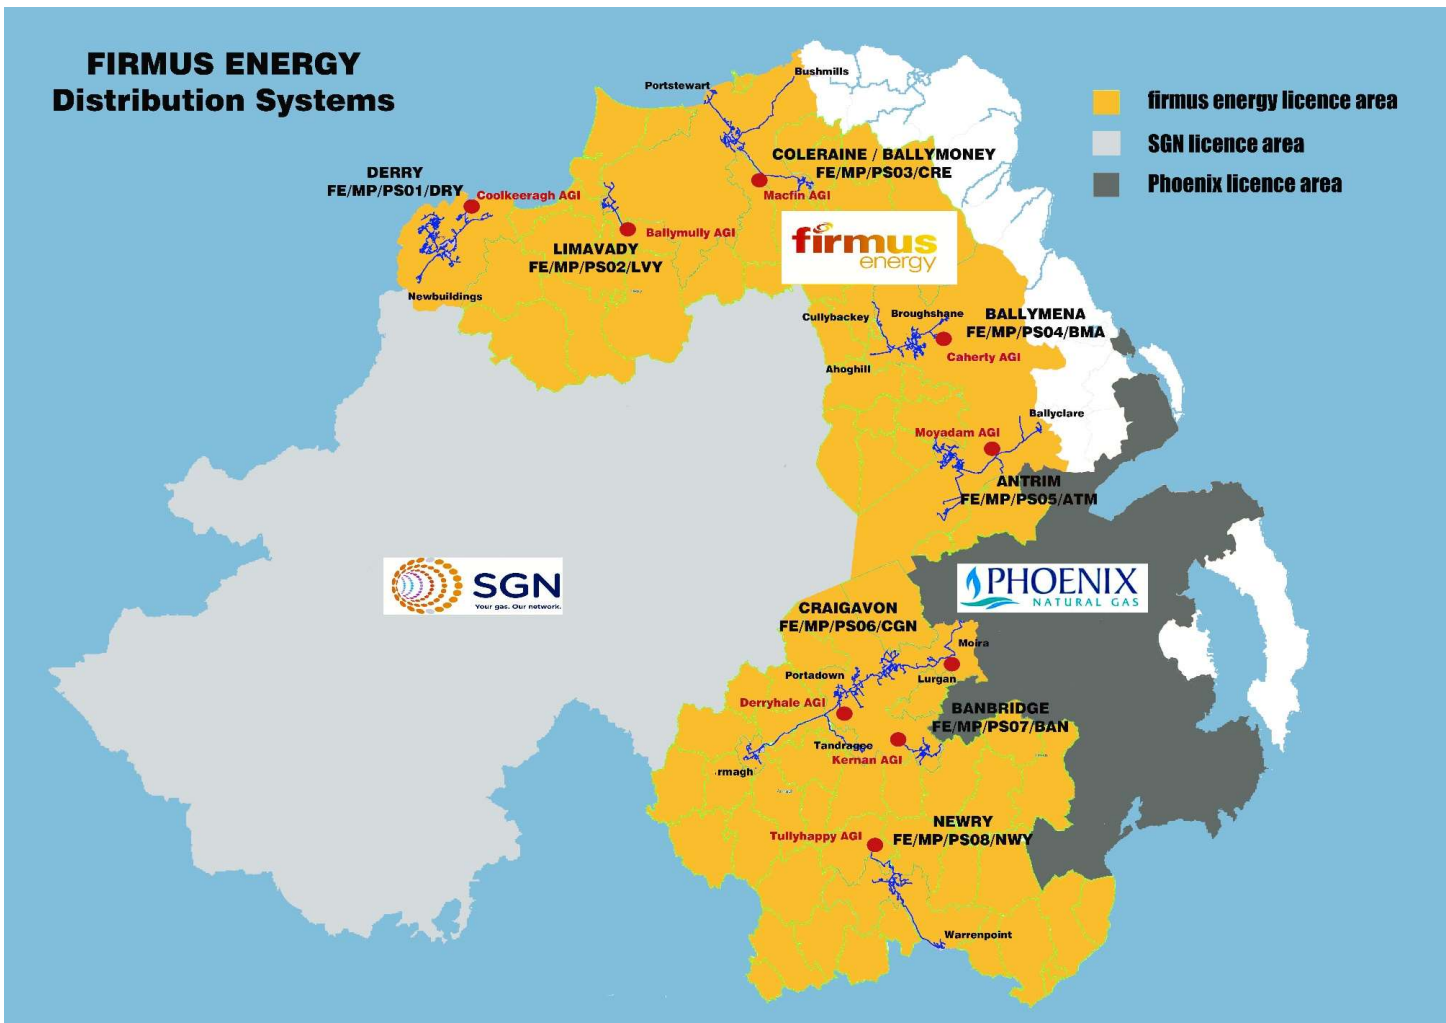 FIRMUS ENERGY
Distribution Systems
firmus energy licence area
SGN licence area
Phoenix licence area
Bushmills
Portstewart
COLERAINE / BALLYMONEY
FE/MP/PS03/CRE
Macfin AGI
DERRY
FE/MP/PS01/DRY
Coolkeeragh AGI
Ballymully AGI
LIMAVADY
FE/MP/PS02/LVY
Newbuildings
firmus
energy
Cullybackey
Broughshane
BALLYMENA
FE/MP/PS04/BMA
Caherty AGI
Ahoghill
Ballyclare
Moyadam AGI
ANTRIM
FE/MP/PS05/ATM
SGN
Your gas. Our network.
PHOENIX
NATURAL GAS
CRAIGAVON
FE/MP/PS06/CGN
Moira
Portadown
Lurgan
Derryhale AGI
BANBRIDGE
FE/MP/PS07/BAN
Tandragee
Kernan AGI
rmagh
NEWRY
FE/MP/PS08/NWY
Tullyhappy AGI
Warrenpoint